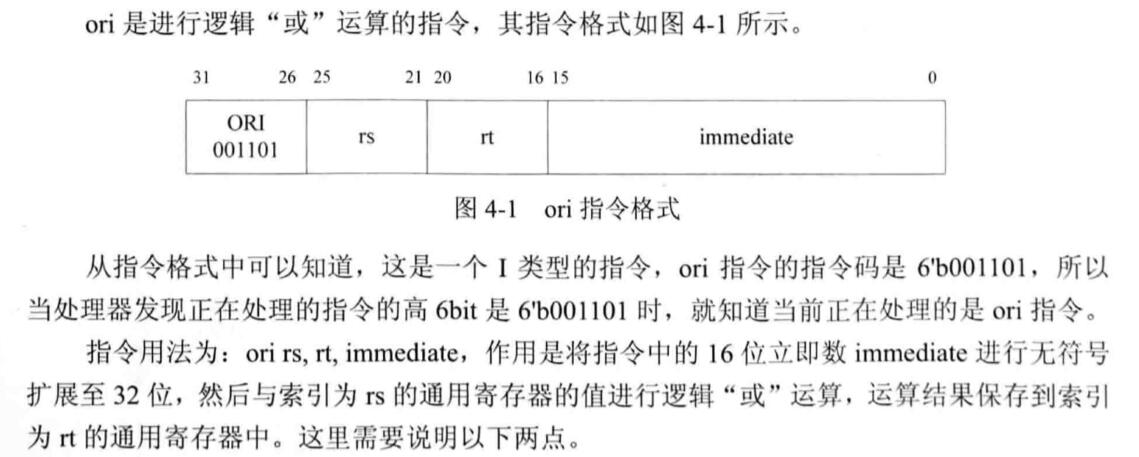 ori 是进行逻辑“或”运算的指令，其指令格式如图 4-1 所示。
31 26 25 21 20 16 15 0
ORI
001101
rs rt immediate
图 4-1 ori 指令格式
从指令格式中可以知道，这是一个 I 类型的指令，ori 指令的指令码是 6'b001101，所以
当处理器发现正在处理的指令的高 6bit 是 6'b001101 时，就知道当前正在处理的是 ori 指令。
指令用法为：ori rs, rt, immediate，作用是将指令中的 16 位立即数 immediate 进行无符号
扩展至 32 位，然后与索引为 rs 的通用寄存器的值进行逻辑“或”运算，运算结果保存到索引
为 rt 的通用寄存器中。这里需要说明以下两点。